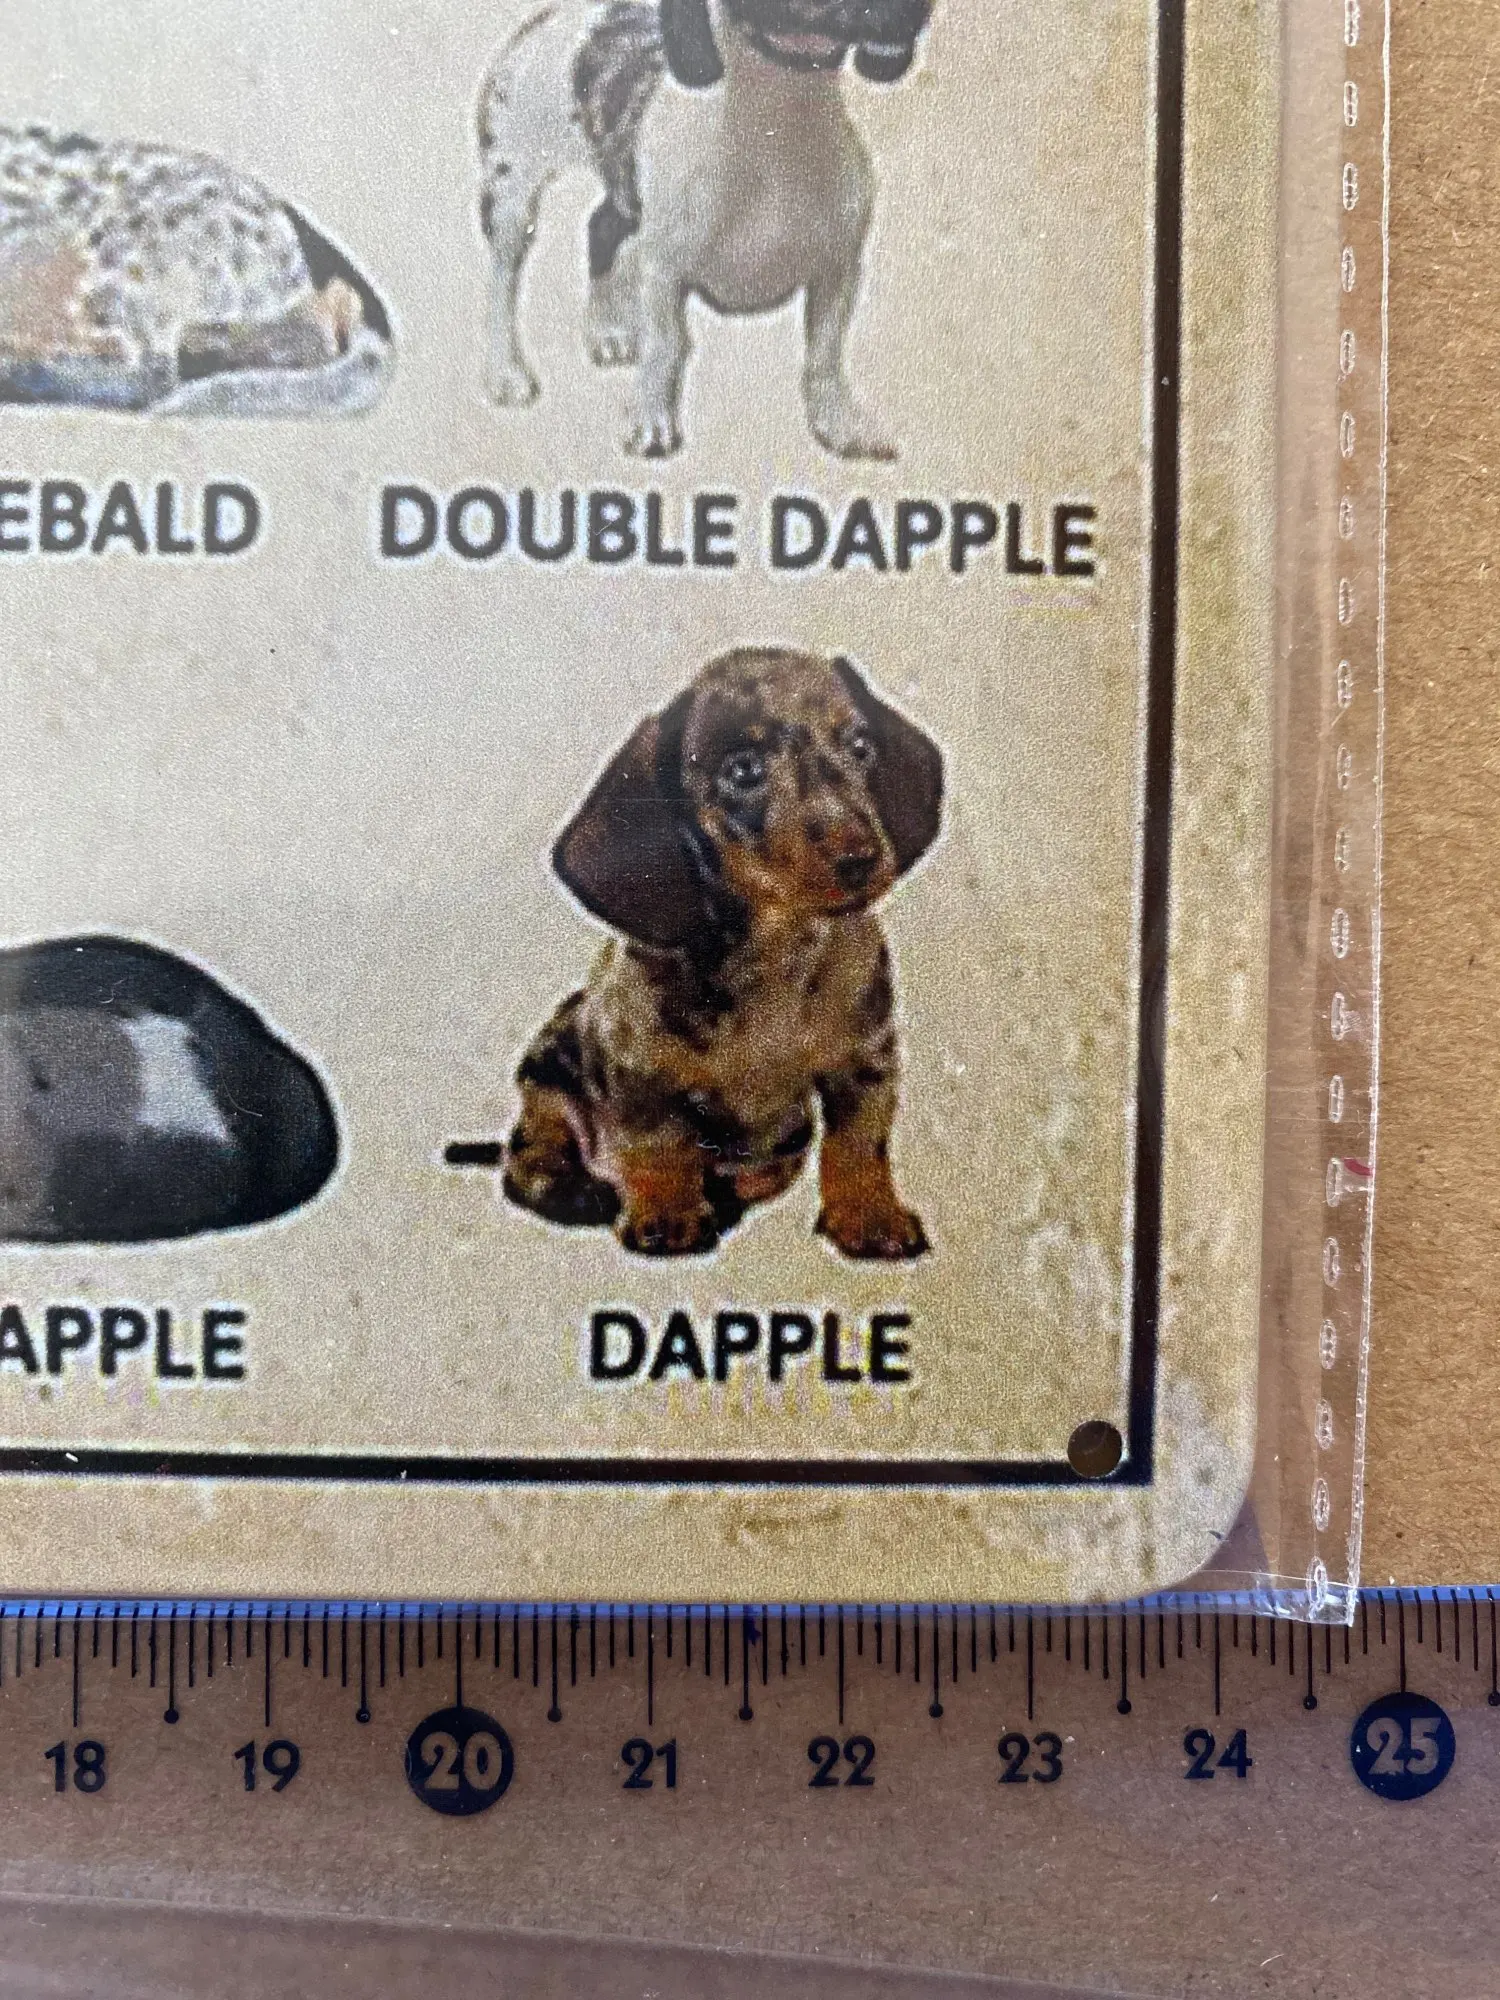 EBALD
DOUBLE DAPPLE
APPLE
DAPPLE
18 19 20 21 22 23 24 25